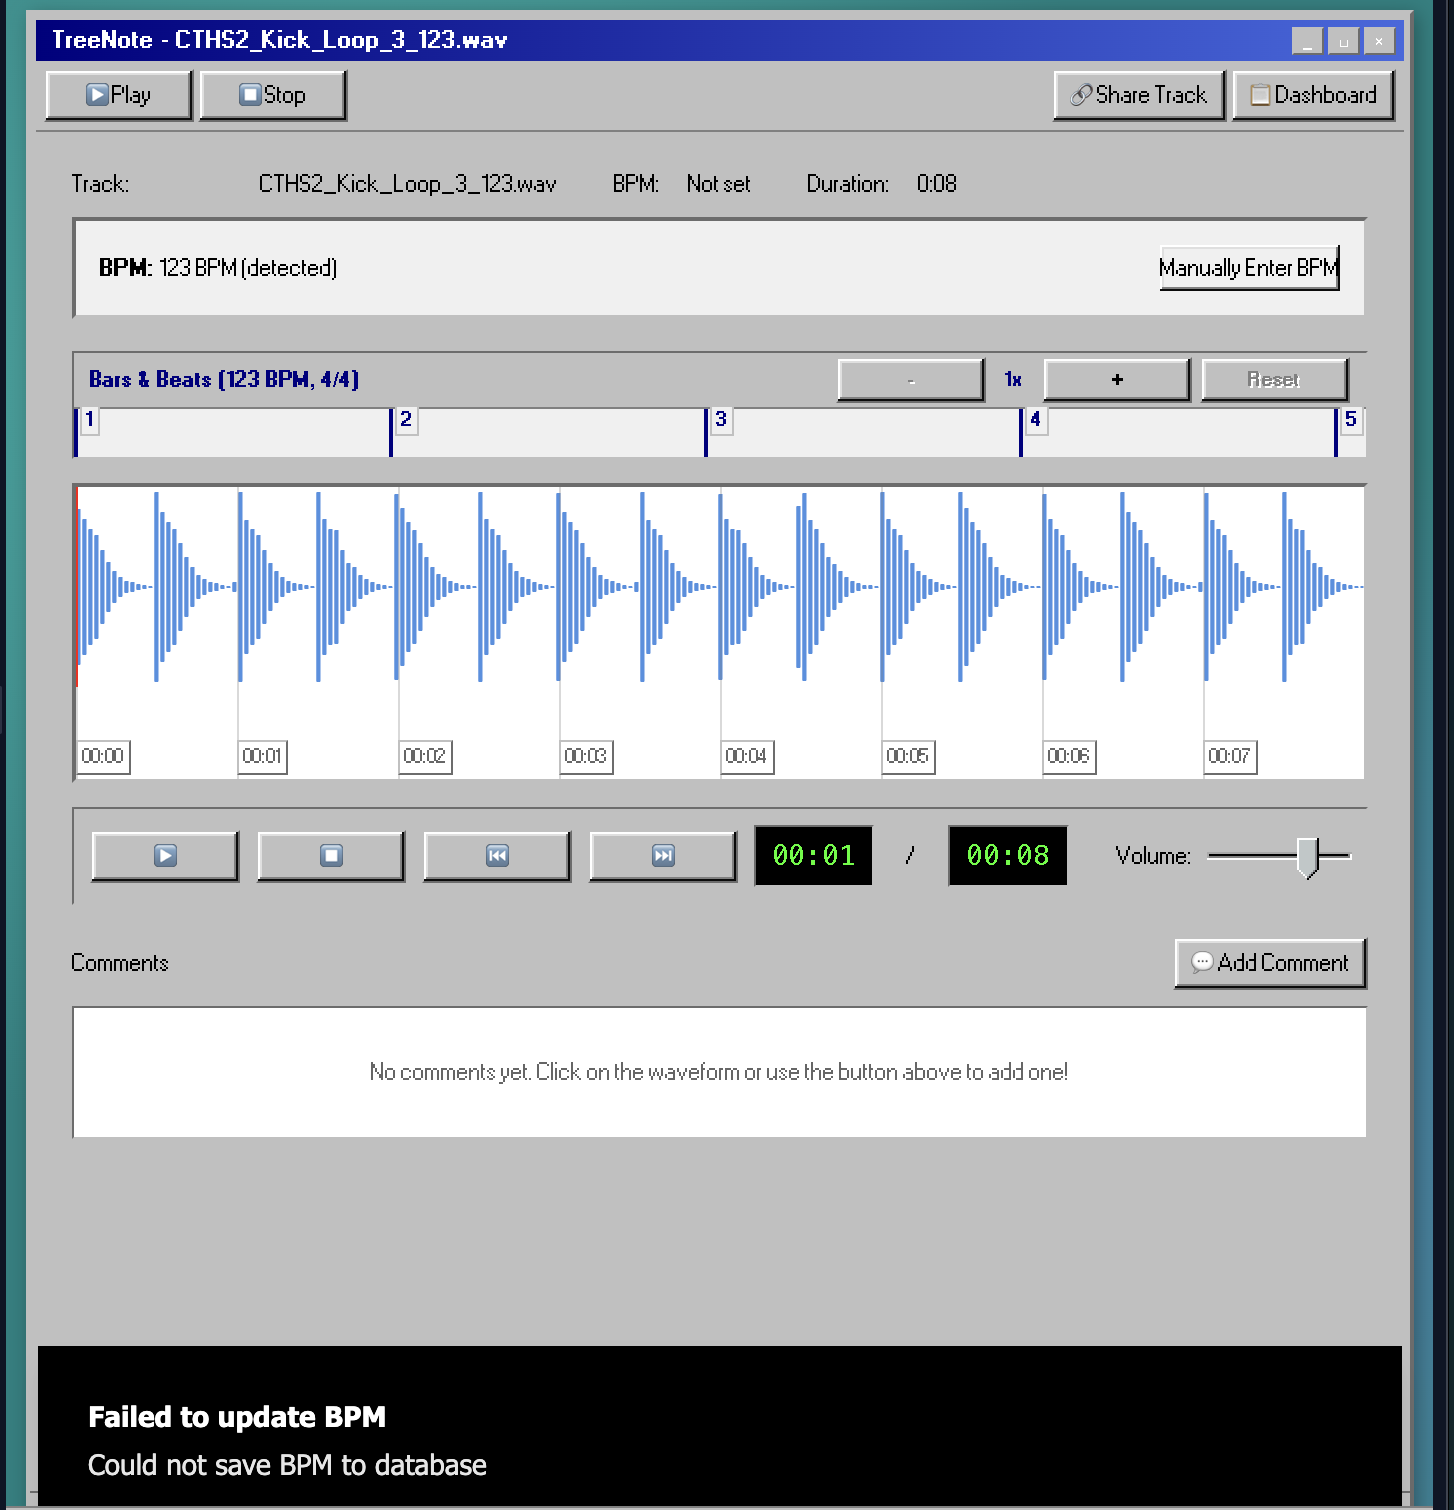 TreeNote - CTHS2_Kick_Loop_3_123.wav
Play Stop Share Track Dashboard
Track: CTHS2_Kick_Loop_3_123.wav BPM: Not set Duration: 0:08
BPM: 123 BPM (detected) Manually Enter BPM
Bars & Beats (123 BPM, 4/4) - 1x + Reset
1 2 3 4 5
00:00 00:01 00:02 00:03 00:04 00:05 00:06 00:07
00:01 / 00:08 Volume:
Comments Add Comment
No comments yet. Click on the waveform or use the button above to add one!
Failed to update BPM
Could not save BPM to database